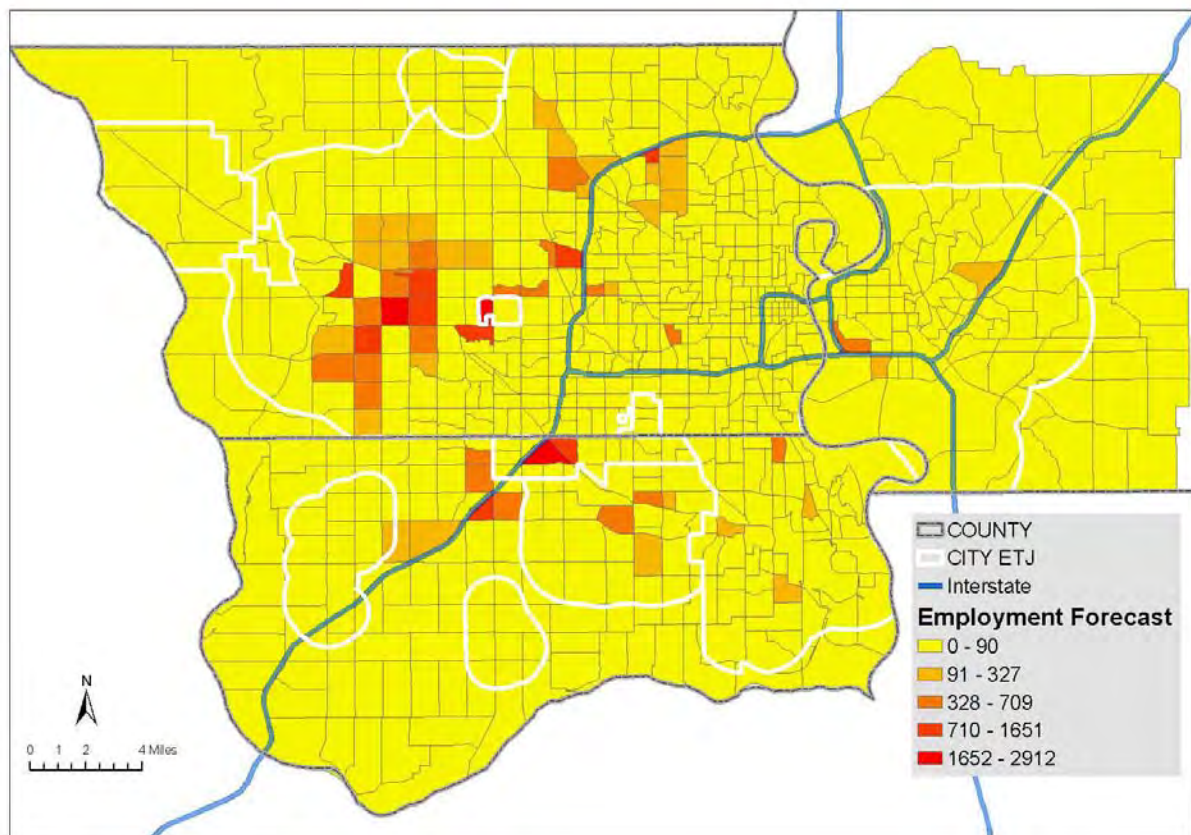 COUNTY
CITY ETJ
Interstate
Employment Forecast
0 - 90
91 - 327
328 - 709
710 - 1651
1652 - 2912
N
0 1 2 4 Miles